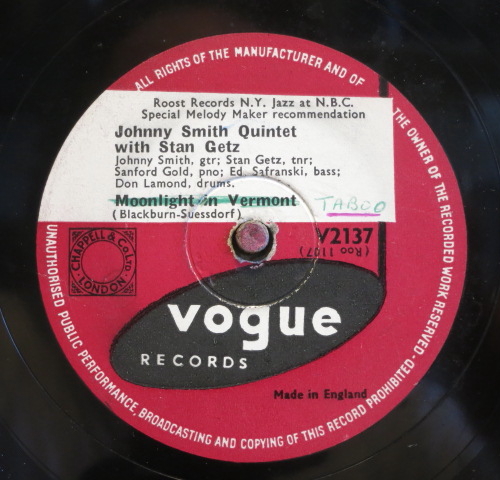 ALL RIGHTS OF THE MANUFACTURER AND OF THE OWNER OF THE RECORDED WORK RESERVED -
UNAUTHORISED PUBLIC PERFORMANCE, BROADCASTING AND COPYING OF THIS RECORD PROHIBITED -
Roost Records N.Y. Jazz at N.B.C.
Special Melody Maker recommendation
Johnny Smith Quintet
with Stan Getz
Johnny Smith, gtr; Stan Getz, tnr;
Sanford Gold, pno; Ed. Safranski, bass;
Don Lamond, drums.
Moonlight in Vermont
TABOO
(Blackburn-Suessdorf)
V2137
CHAPPELL & Co LTD
LONDON
vogue
RECORDS
Made in England